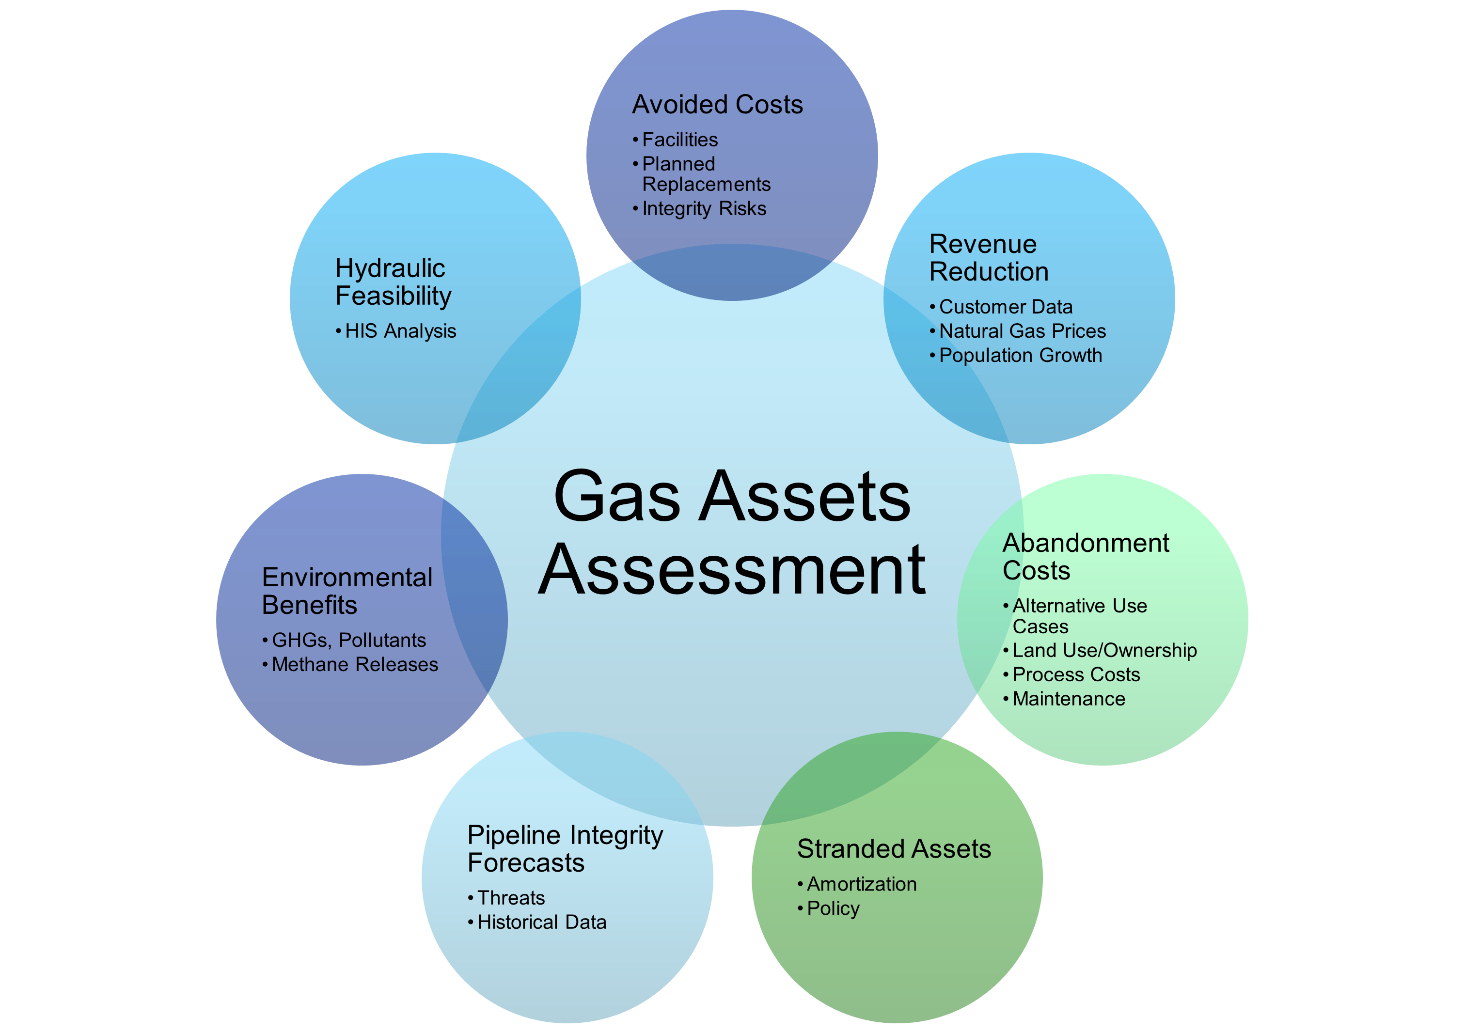 Avoided Costs
• Facilities
• Planned
Replacements
• Integrity Risks
Revenue
Reduction
• Customer Data
• Natural Gas Prices
• Population Growth
Abandonment
Costs
• Alternative Use
Cases
• Land Use/Ownership
• Process Costs
• Maintenance
Stranded Assets
• Amortization
• Policy
Pipeline Integrity
Forecasts
• Threats
• Historical Data
Environmental
Benefits
• GHGs, Pollutants
• Methane Releases
Hydraulic
Feasibility
• HIS Analysis
Gas Assets
Assessment